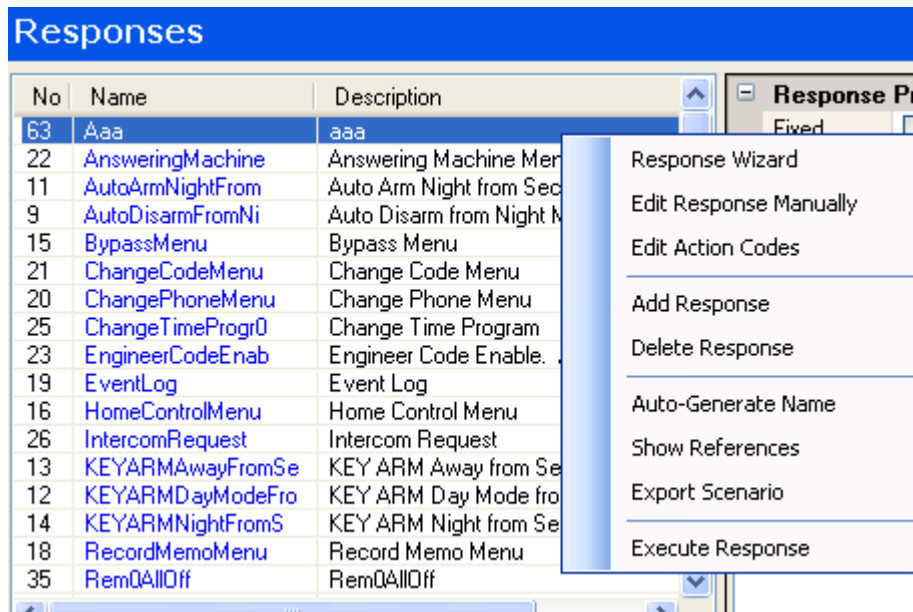 Responses
No Name Description
63 Aaa aaa
22 AnsweringMachine Answering Machine
11 AutoArmNightFrom Auto Arm Night from
9 AutoDisarmFromNi Auto Disarm from Night
15 BypassMenu Bypass Menu
21 ChangeCodeMenu Change Code Menu
20 ChangePhoneMenu Change Phone Menu
25 ChangeTimeProgr0 Change Time Program
23 EngineerCodeEnab Engineer Code Enable.
19 EventLog Event Log
16 HomeControlMenu Home Control Menu
26 IntercomRequest Intercom Request
13 KEYARMAwayFromSe KEY ARM Away from Se
12 KEYARMDayModeFro KEY ARM Day Mode fro
14 KEYARMNightFromS KEY ARM Night from Se
18 RecordMemoMenu Record Memo Menu
35 Rem0AllOff Rem0AllOff
Response
Fixed
Response Wizard
Edit Response Manually
Edit Action Codes
Add Response
Delete Response
Auto-Generate Name
Show References
Export Scenario
Execute Response